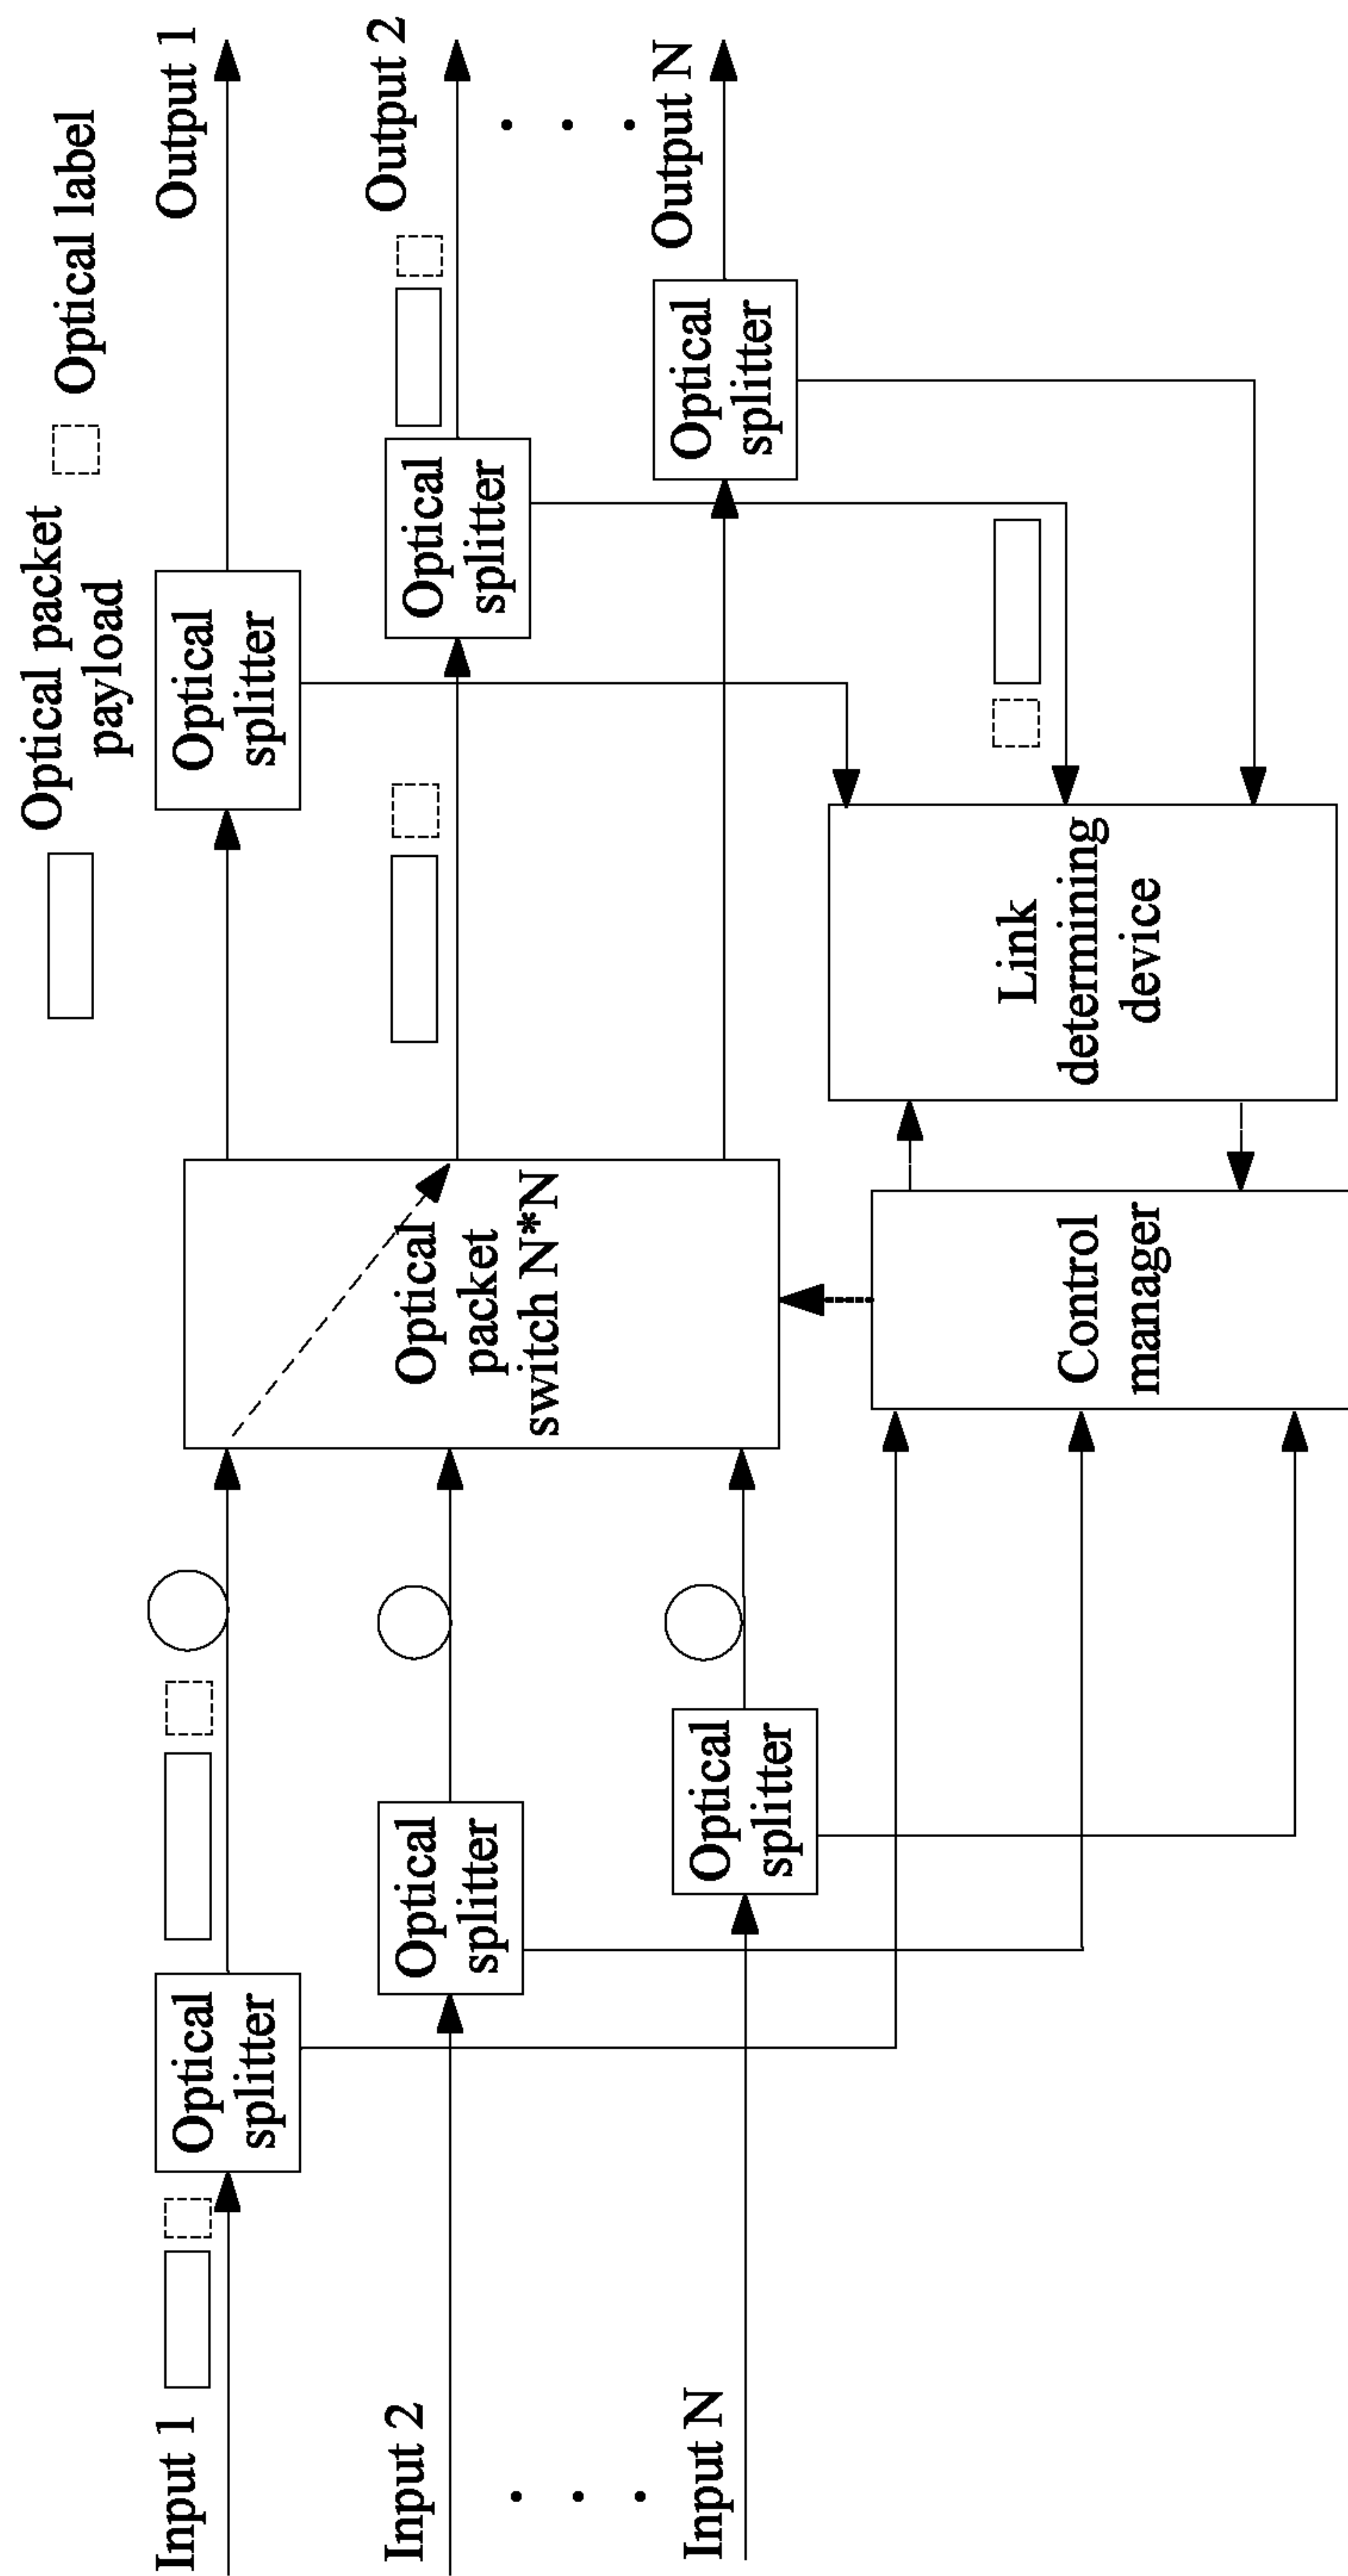 Optical packet
payload
Optical label
Input 1
Optical
splitter
Optical
splitter
Output 1
Input 2
Optical
splitter
Optical
packet
switch N*N
Optical
splitter
Output 2
Input N
Optical
splitter
Optical
splitter
Output N
Control
manager
Link
determining
device